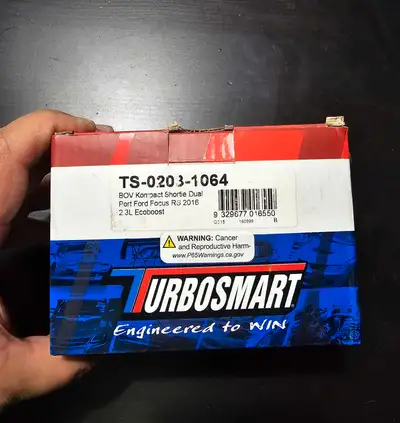 TS-0203-1064
BOV Kompact Shortie Dual
Port Ford Focus RS 2016
2.3L Ecoboost
9 329677 016550
B
WARNING: Cancer
and Reproductive Harm-
www.P65Warnings.ca.gov
TURBOSMART
Engineered to WIN